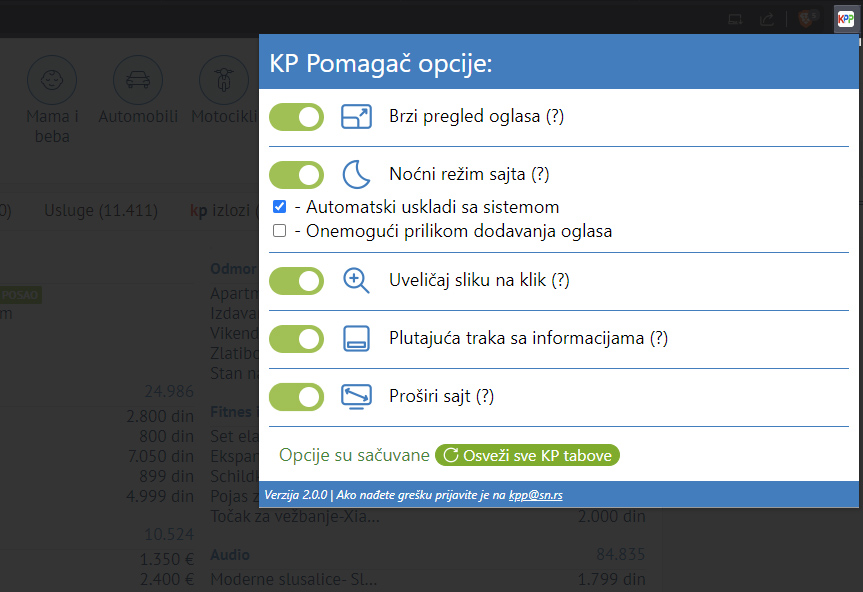 KPP
KP Pomagač opcije:
Brzi pregled oglasa (?)
Noćni režim sajta (?)
- Automatski uskladi sa sistemom
- Onemogući prilikom dodavanja oglasa
Uveličaj sliku na klik (?)
Plutajuća traka sa informacijama (?)
Proširi sajt (?)
Opcije su sačuvane
Osveži sve KP tabove
Verzija 2.0.0 | Ako nađete grešku prijavite je na kpp@sn.rs
Mama i
beba
Automobili
Motocikli
0)
Usluge (11.411)
kp izlozi (
POSAO
m
24.986
2.800 din
800 din
7.050 din
899 din
4.999 din
10.524
1.350 €
2.400 €
Odmor
Apartm
Izdava
Vikend
Zlatibo
Stan na
Fitnes i
Set ela
Ekspan
Schildk
Pojas z
Točak za vežbanje-Xia...
2.000 din
Audio
84.835
Moderne slusalice- Sl...
1.799 din